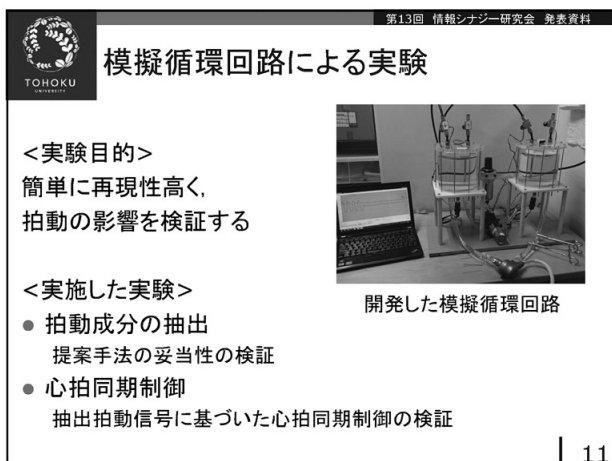 第13回 情報シナジー研究会 発表資料
TOHOKU
UNIVERSITY
模擬循環回路による実験
<実験目的>
簡単に再現性高く,
拍動の影響を検証する
<実施した実験>
● 拍動成分の抽出
提案手法の妥当性の検証
● 心拍同期制御
抽出拍動信号に基づいた心拍同期制御の検証
開発した模擬循環回路
11